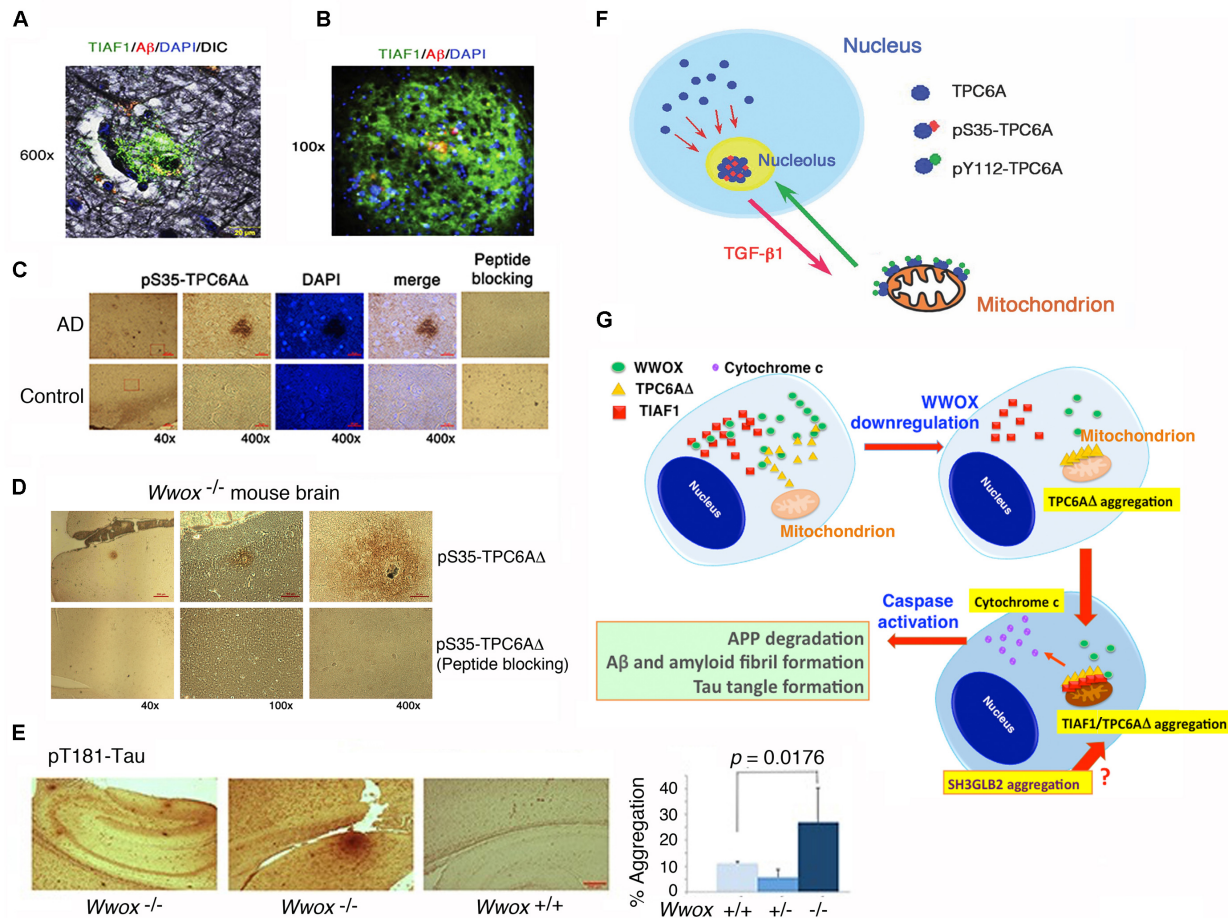 A
TIAF1/Aβ/DAPI/DIC
600x
20 μm
B
TIAF1/Aβ/DAPI
100x
C
pS35-TPC6AΔ
DAPI
merge
Peptide
blocking
AD
Control
40x
400x
400x
400x
40x
D
Wwox -/- mouse brain
pS35-TPC6AΔ
pS35-TPC6AΔ
(Peptide blocking)
40x
100x
400x
E
pT181-Tau
Wwox -/-
Wwox -/-
Wwox +/+
p = 0.0176
% Aggregation
40
30
20
10
0
Wwox +/+ +/- -/-
F
Nucleus
Nucleolus
TPC6A
pS35-TPC6A
pY112-TPC6A
TGF-β1
Mitochondrion
G
WWOX
Cytochrome c
TPC6AΔ
TIAF1
Nucleus
Mitochondrion
WWOX
downregulation
Mitochondrion
Nucleus
TPC6AΔ aggregation
Cytochrome c
Caspase
activation
APP degradation
Aβ and amyloid fibril formation
Tau tangle formation
Nucleus
TIAF1/TPC6AΔ aggregation
SH3GLB2 aggregation
?